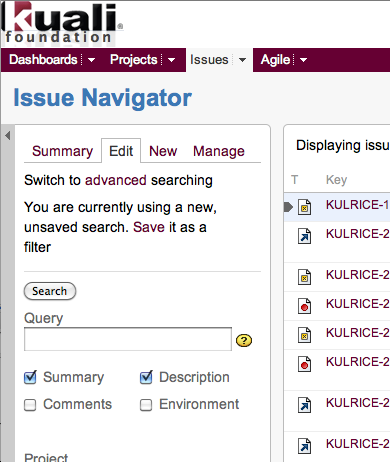 kuali
foundation
Dashboards Projects Issues Agile
Issue Navigator
Summary Edit New Manage
Switch to advanced searching
You are currently using a new,
unsaved search. Save it as a
filter
Search
Query
?
Summary Description
Comments Environment
Project
Displaying issu
T Key
KULRICE-1
KULRICE-2
KULRICE-2
KULRICE-2
KULRICE-2
KULRICE-2
KULRICE-2
KULRICE-2